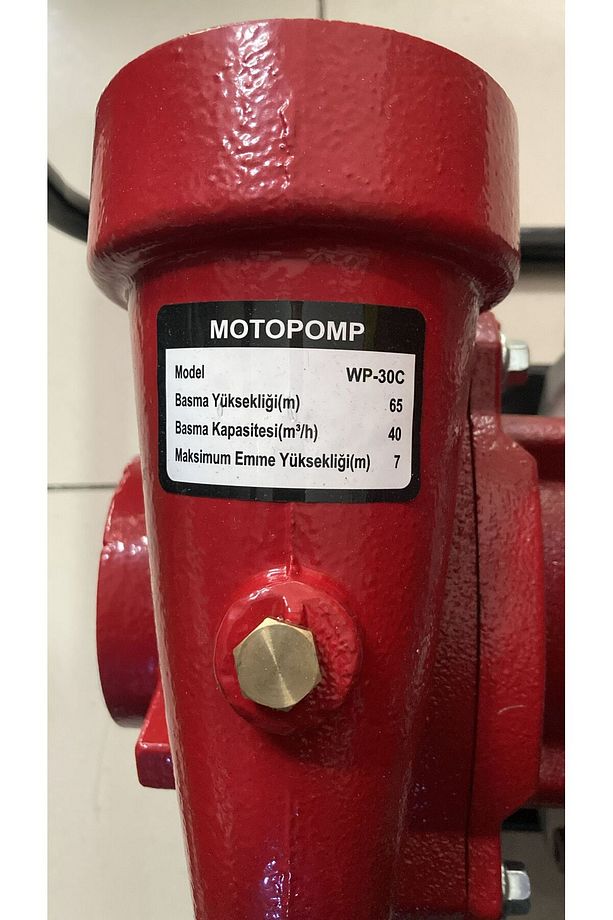 MOTOPOMP
Model WP-30C
Basma Yüksekliği(m) 65
Basma Kapasitesi(m³/h) 40
Maksimum Emme Yüksekliği(m) 7